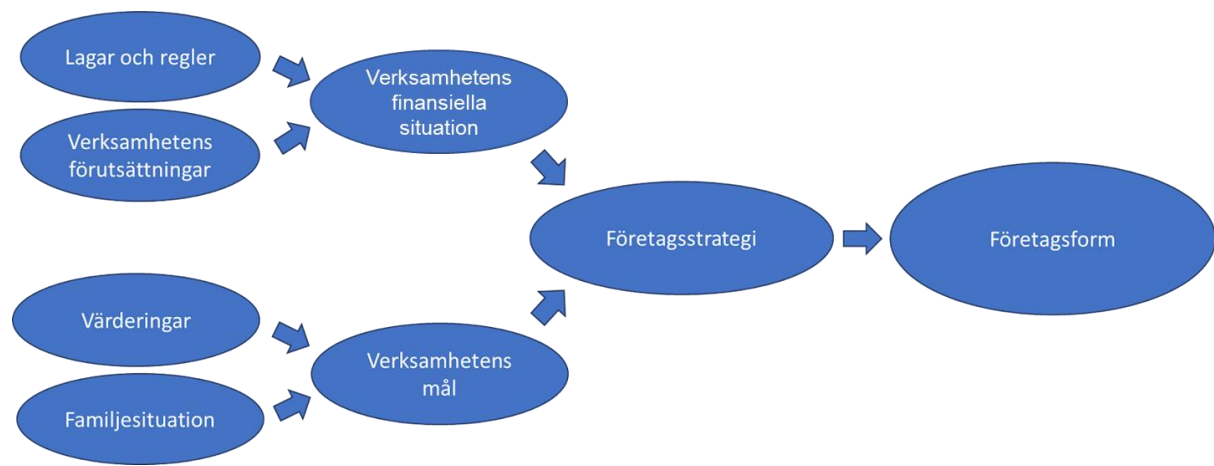 Lagar och regler
Verksamhetens
förutsättningar
Verksamhetens
finansiella
situation
Företagsstrategi
Företagsform
Värderingar
Familjesituation
Verksamhetens
mål